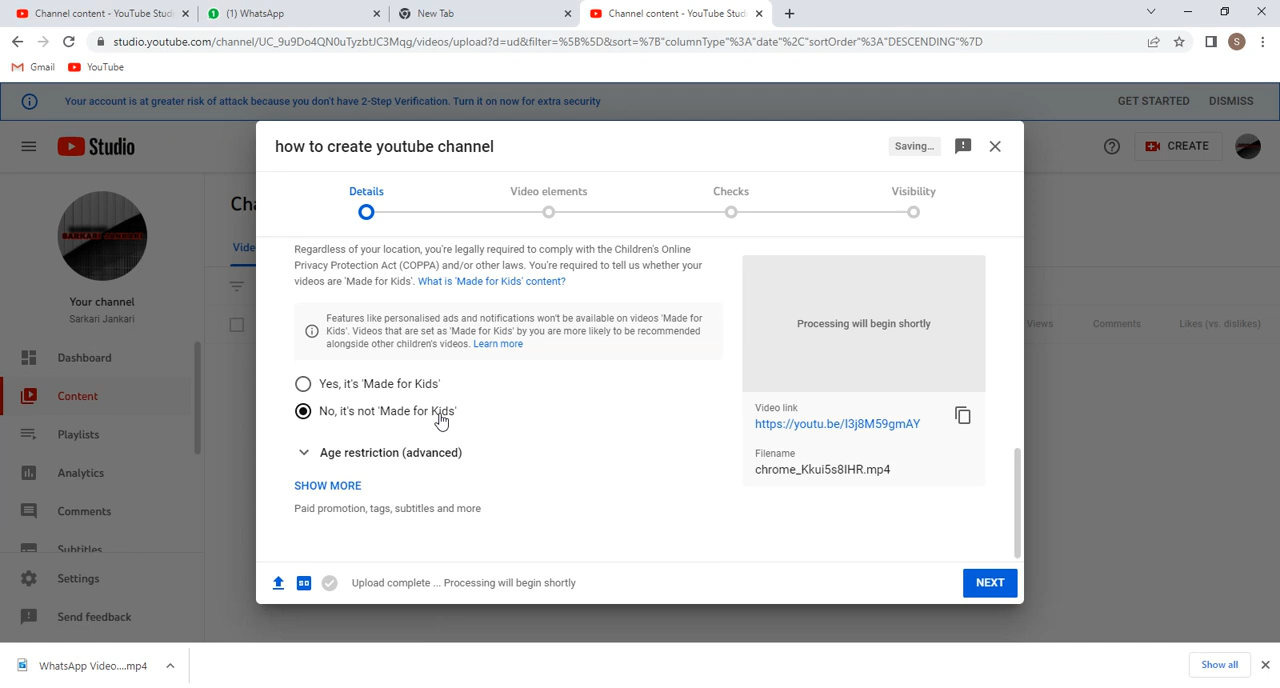 Channel content - YouTube Studi
(1) WhatsApp
New Tab
Channel content - YouTube Studi
studio.youtube.com/channel/UC_9u9Do4QN0uTyzbtJC3Mqg/videos/upload?d=ud&filter=%5B%5D&sort=%7B"columnType"%3A"date"%2C"sortOrder"%3A"DESCENDING"%7D
S
Gmail
YouTube
Your account is at greater risk of attack because you don't have 2-Step Verification. Turn it on now for extra security
GET STARTED
DISMISS
Studio
how to create youtube channel
Saving...
CREATE
Details
Video elements
Checks
Visibility
SARKARI JANKARI
Cha
Vide
Regardless of your location, you're legally required to comply with the Children's Online
Privacy Protection Act (COPPA) and/or other laws. You're required to tell us whether your
videos are 'Made for Kids'. What is 'Made for Kids' content?
Your channel
Sarkari Jankari
Features like personalised ads and notifications won't be available on videos 'Made for
Kids'. Videos that are set as 'Made for Kids' by you are more likely to be recommended
alongside other children's videos. Learn more
Processing will begin shortly
Views
Comments
Likes (vs. dislikes)
Dashboard
Content
Playlists
Analytics
Comments
Subtitles
Settings
Send feedback
Yes, it's 'Made for Kids'
No, it's not 'Made for Kids'
Age restriction (advanced)
SHOW MORE
Paid promotion, tags, subtitles and more
Video link
https://youtu.be/I3j8M59gmAY
Filename
chrome_Kkui5s8IHR.mp4
SD
Upload complete ... Processing will begin shortly
NEXT
WhatsApp Video....mp4
Show all